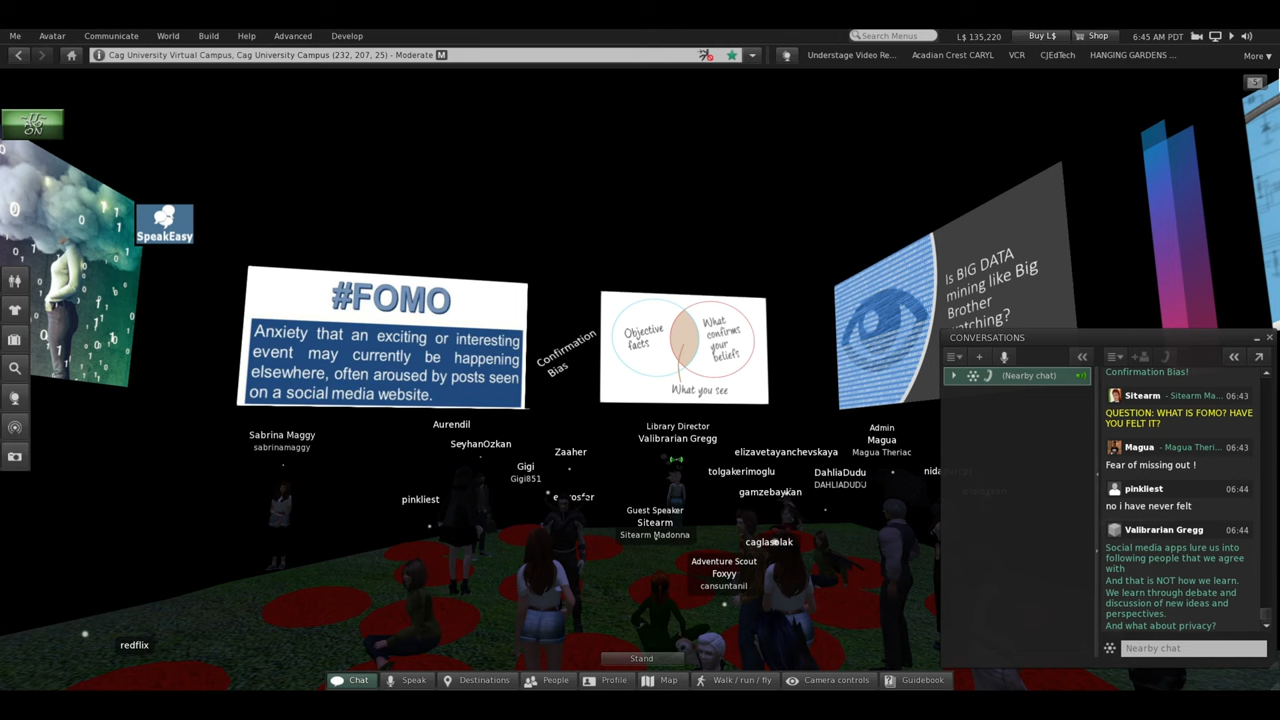 Me Avatar Communicate World Build Help Advanced Develop
Search Menus
L$ 135,220
Buy L$
Shop
6:45 AM PDT
Cag University Virtual Campus, Cag University Campus (232, 207, 25) - Moderate M
Understage Video Re... Acadian Crest CARYL VCR CJEdTech HANGING GARDENS ... More ▼
5
ON
SpeakEasy
#FOMO
Anxiety that an exciting or interesting
event may currently be happening
elsewhere, often aroused by posts seen
on a social media website.
Confirmation
Bias
Objective
facts
What
confirms
your
beliefs
What you see
Is BIG DATA
mining like Big
Brother
CONVERSATIONS
(Nearby chat)
Confirmation Bias!
Sitearm - Sitearm Ma... 06:43
QUESTION: WHAT IS FOMO? HAVE
YOU FELT IT?
Magua - Magua Theri... 06:43
Fear of missing out !
pinkliest 06:44
no i have never felt
Valibrarian Gregg 06:44
Social media apps lure us into
following people that we agree
with
And that is NOT how we learn.
We learn through debate and
discussion of new ideas and
perspectives.
And what about privacy?
Nearby chat
Sabrina Maggy
sabrinamaggy
Aurendil
SeyhanOzkan
Gigi
Gigi851
Zaaher
pinkliest
Library Director
Valibrarian Gregg
elizavetayanchevskaya
tolgakerimoglu
gamzebaykan
Admin
Magua
Magua Theriac
DahliaDudu
DAHLIADUDU
Guest Speaker
Sitearm
Sitearm Madonna
Adventure Scout
Foxyy
cansuntanil
redflix
Stand
Chat Speak Destinations People Profile Map Walk / run / fly Camera controls Guidebook